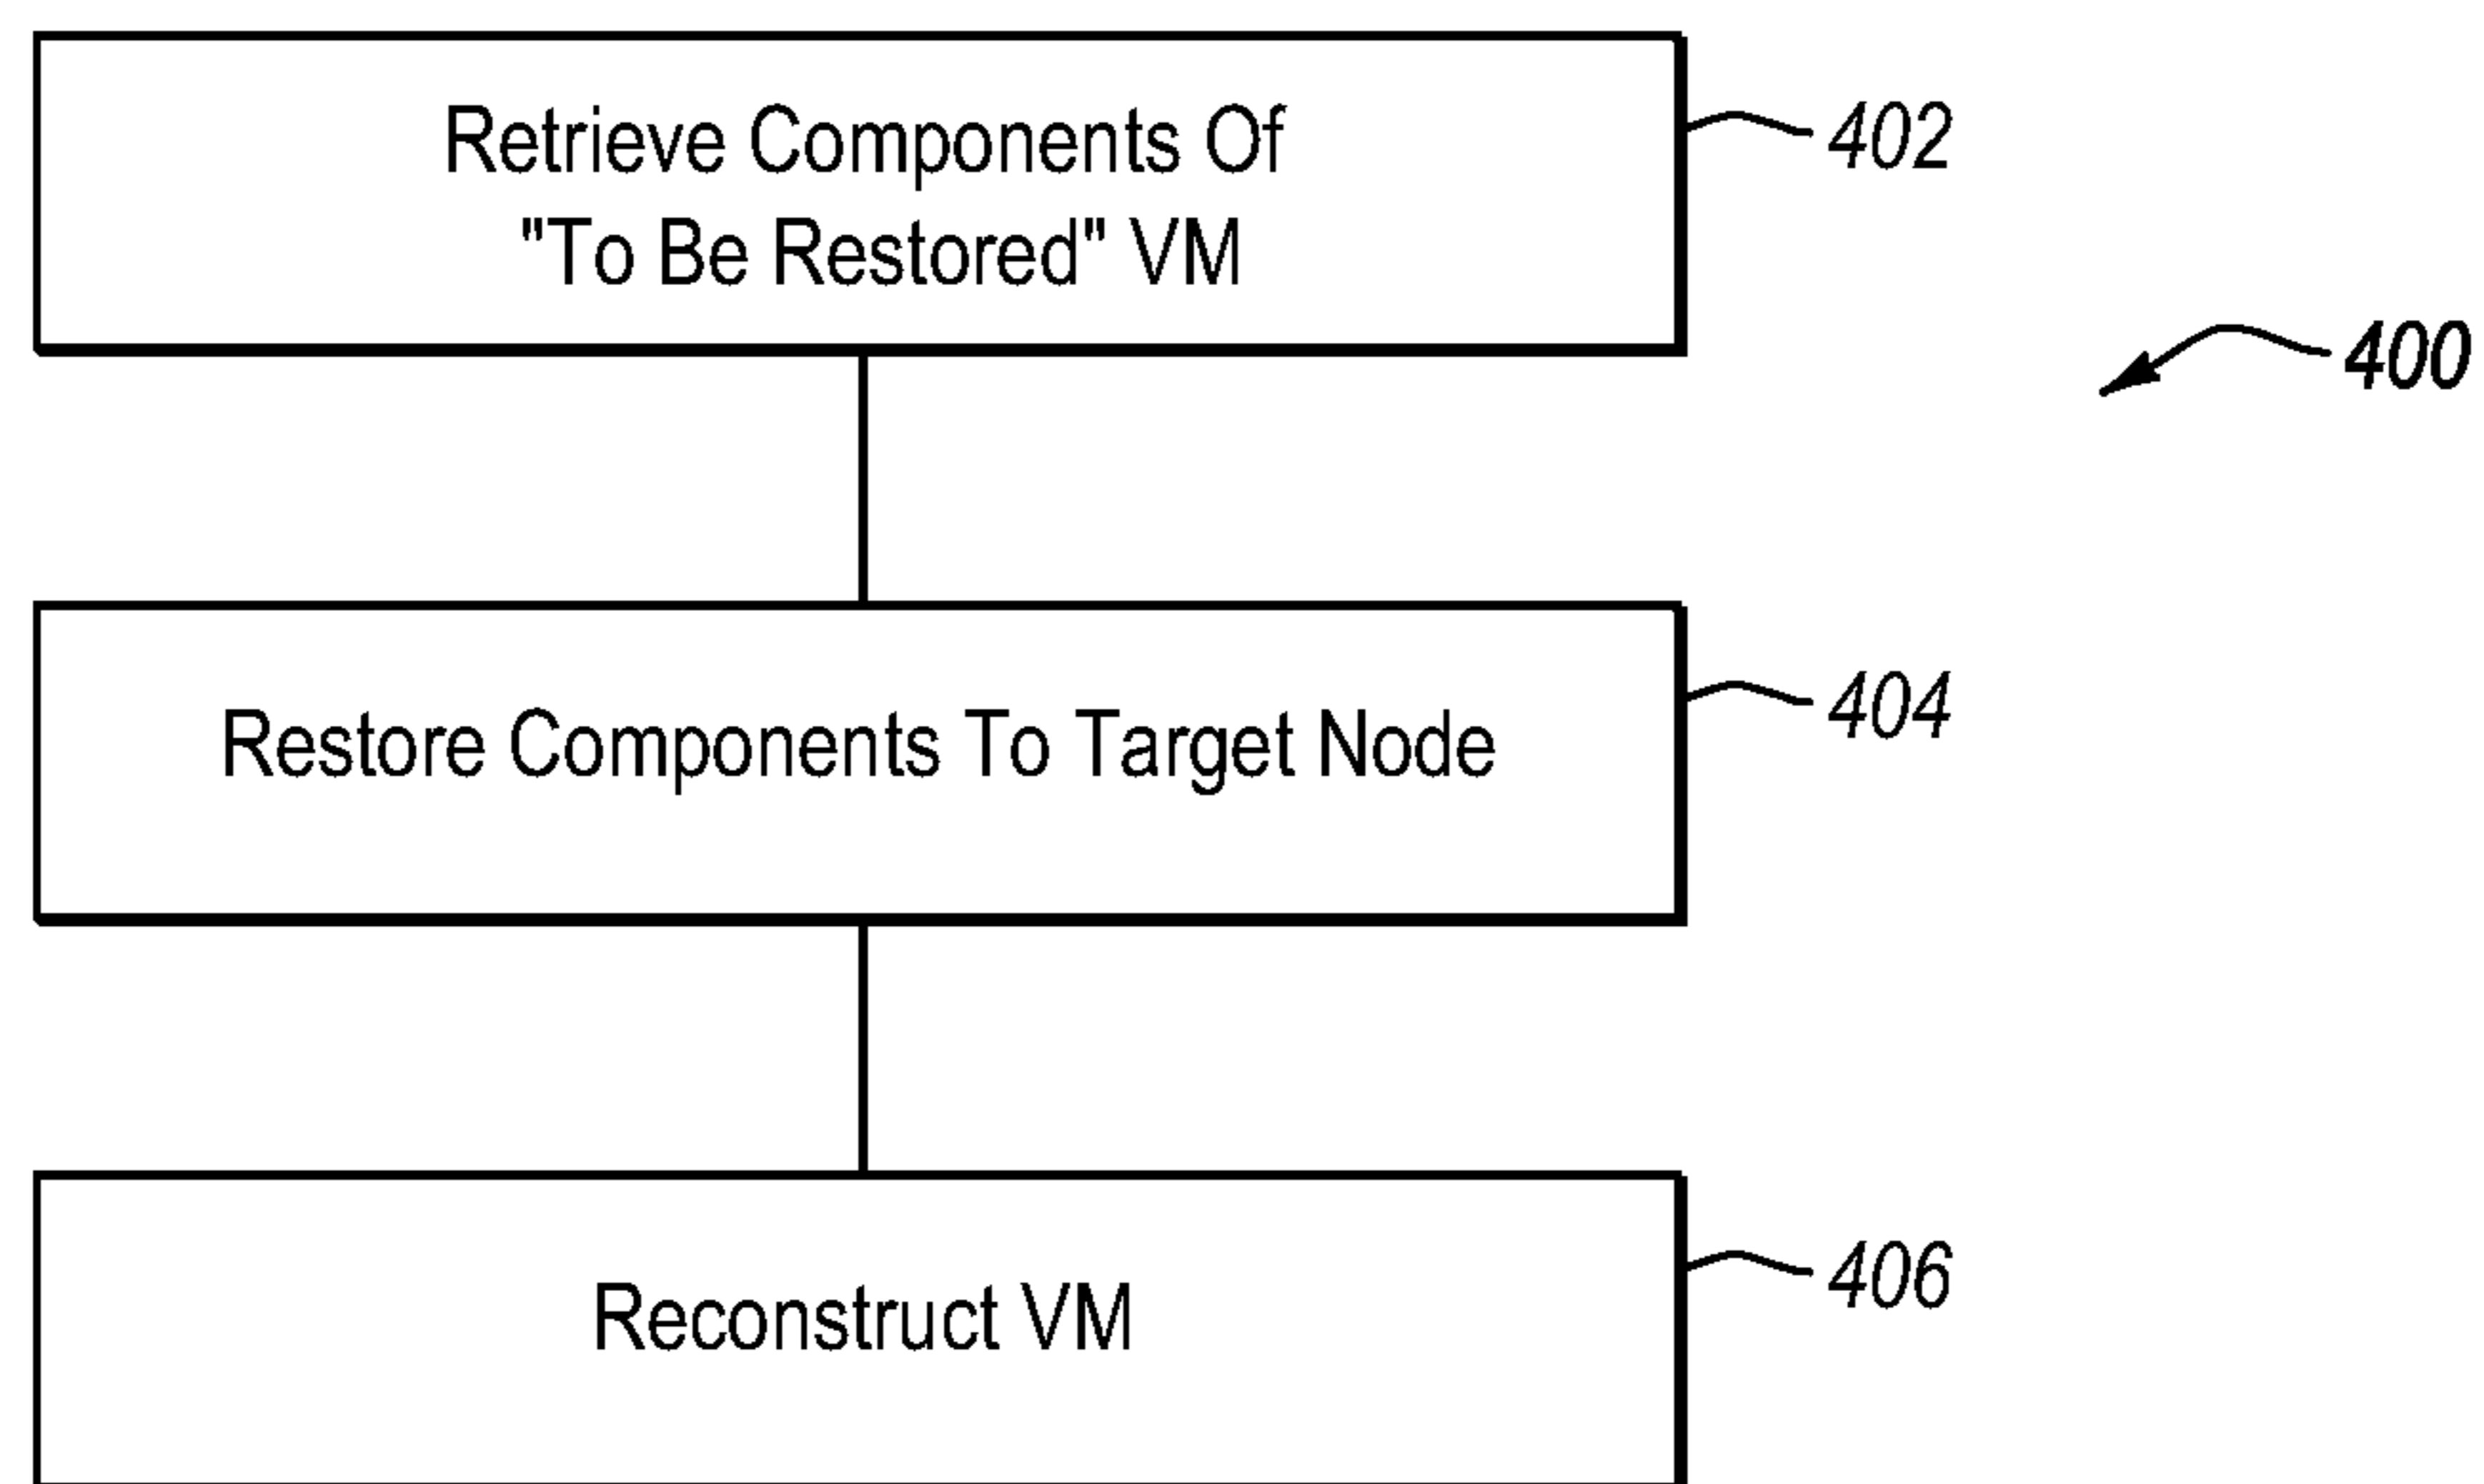 Retrieve Components Of
"To Be Restored" VM
402
400
Restore Components To Target Node
404
Reconstruct VM
406